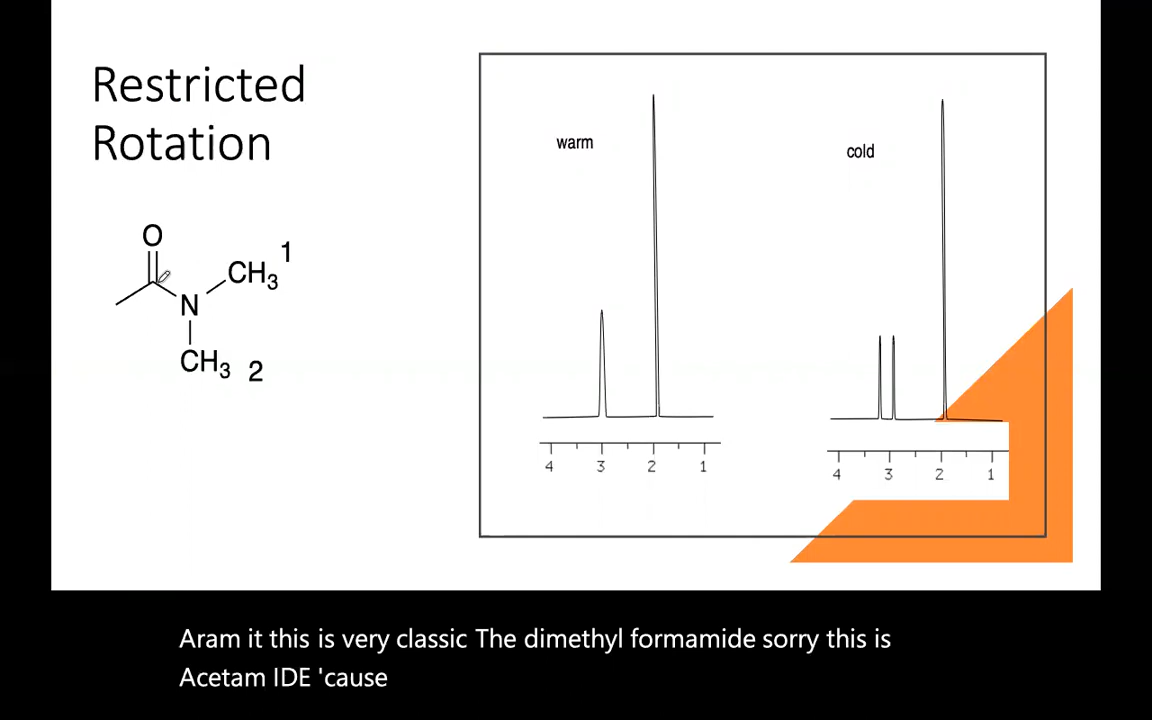 Restricted
Rotation
O
CH3 1
N
CH3 2
warm
cold
4 3 2 1
4 3 2 1
Aram it this is very classic The dimethyl formamide sorry this is
Acetam IDE 'cause